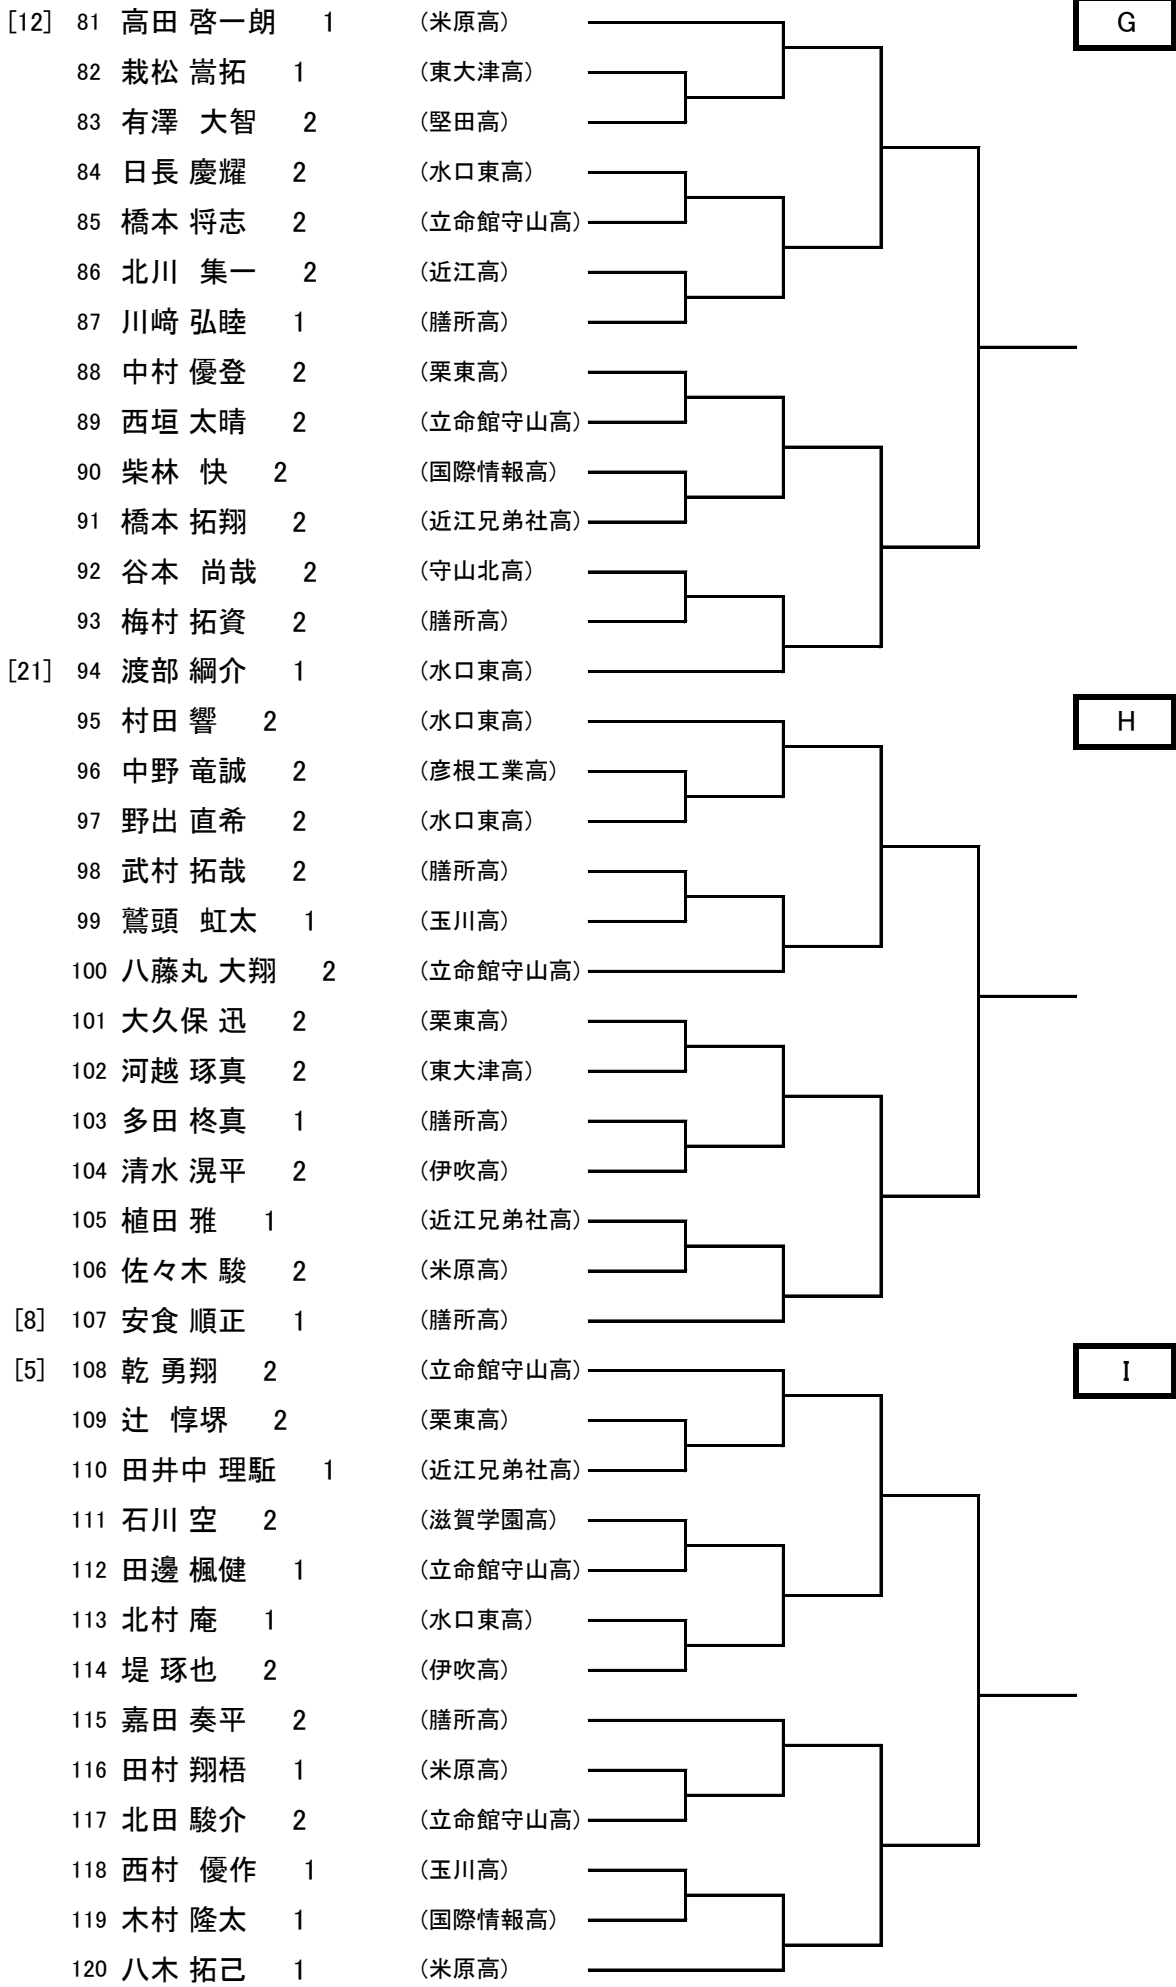 [12] 81 高田 啓一朗 1 (米原高) G
82 栽松 嵩拓 1 (東大津高)
83 有澤 大智 2 (堅田高)
84 日長 慶耀 2 (水口東高)
85 橋本 将志 2 (立命館守山高)
86 北川 集一 2 (近江高)
87 川﨑 弘睦 1 (膳所高)
88 中村 優登 2 (栗東高)
89 西垣 太晴 2 (立命館守山高)
90 柴林 快 2 (国際情報高)
91 橋本 拓翔 2 (近江兄弟社高)
92 谷本 尚哉 2 (守山北高)
93 梅村 拓資 2 (膳所高)
[21] 94 渡部 綱介 1 (水口東高)
95 村田 響 2 (水口東高) H
96 中野 竜誠 2 (彦根工業高)
97 野出 直希 2 (水口東高)
98 武村 拓哉 2 (膳所高)
99 鷲頭 虹太 1 (玉川高)
100 八藤丸 大翔 2 (立命館守山高)
101 大久保 迅 2 (栗東高)
102 河越 琢真 2 (東大津高)
103 多田 柊真 1 (膳所高)
104 清水 滉平 2 (伊吹高)
105 植田 雅 1 (近江兄弟社高)
106 佐々木 駿 2 (米原高)
[8] 107 安食 順正 1 (膳所高)
[5] 108 乾 勇翔 2 (立命館守山高) I
109 辻 惇堺 2 (栗東高)
110 田井中 理駈 1 (近江兄弟社高)
111 石川 空 2 (滋賀学園高)
112 田邊 楓健 1 (立命館守山高)
113 北村 庵 1 (水口東高)
114 堤 琢也 2 (伊吹高)
115 嘉田 奏平 2 (膳所高)
116 田村 翔梧 1 (米原高)
117 北田 駿介 2 (立命館守山高)
118 西村 優作 1 (玉川高)
119 木村 隆太 1 (国際情報高)
120 八木 拓己 1 (米原高)